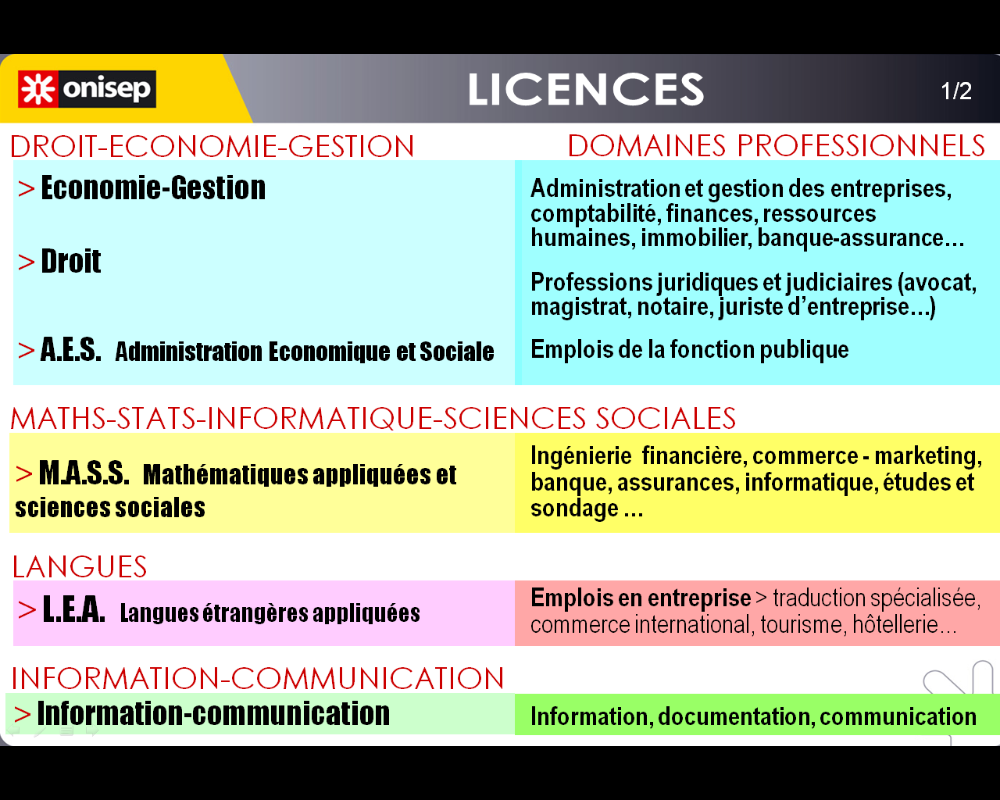 onisep
LICENCES
1/2
DROIT-ECONOMIE-GESTION
DOMAINES PROFESSIONNELS
> Economie-Gestion
Administration et gestion des entreprises,
comptabilité, finances, ressources
humaines, immobilier, banque-assurance...
> Droit
Professions juridiques et judiciaires (avocat,
magistrat, notaire, juriste d’entreprise...)
> A.E.S. Administration Economique et Sociale
Emplois de la fonction publique
MATHS-STATS-INFORMATIQUE-SCIENCES SOCIALES
> M.A.S.S. Mathématiques appliquées et
sciences sociales
Ingénierie financière, commerce - marketing,
banque, assurances, informatique, études et
sondage ...
LANGUES
> L.E.A. Langues étrangères appliquées
Emplois en entreprise > traduction spécialisée,
commerce international, tourisme, hôtellerie...
INFORMATION-COMMUNICATION
> Information-communication
Information, documentation, communication